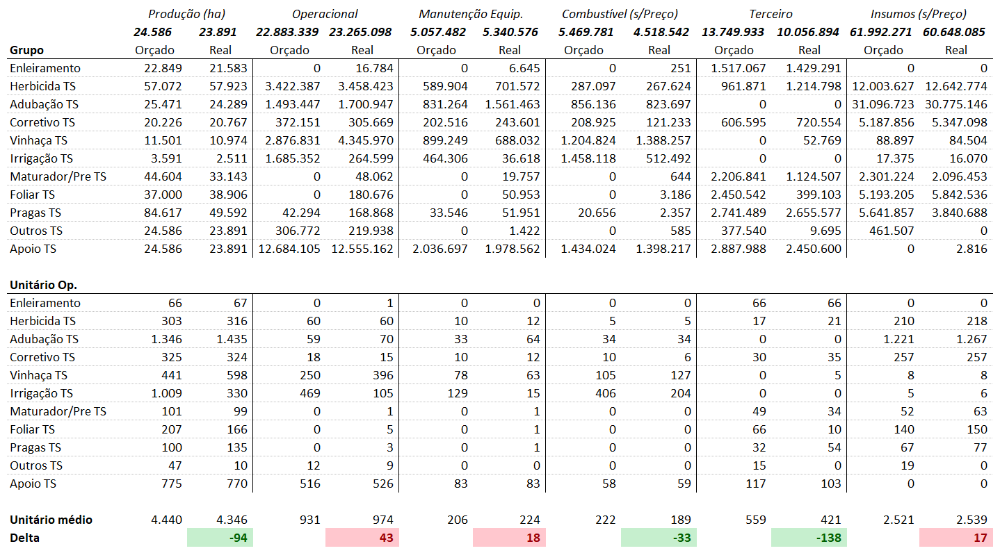 Produção (ha) Operacional Manutenção Equip. Combustível (s/Preço) Terceiro Insumos (s/Preço)
24.586 23.891 22.883.339 23.265.098 5.057.482 5.340.576 5.469.781 4.518.542 13.749.933 10.056.894 61.992.271 60.648.085
Grupo Orçado Real Orçado Real Orçado Real Orçado Real Orçado Real Orçado Real
Enleiramento 22.849 21.583 0 16.784 0 6.645 0 251 1.517.067 1.429.291 0 0
Herbicida TS 57.072 57.923 3.422.387 3.458.423 589.904 701.572 287.097 267.624 961.871 1.214.798 12.003.627 12.642.774
Adubação TS 25.471 24.289 1.493.447 1.700.947 831.264 1.561.463 856.136 823.697 0 0 31.096.723 30.775.146
Corretivo TS 20.226 20.767 372.151 305.669 202.516 243.601 208.925 121.233 606.595 720.554 5.187.856 5.347.098
Vinhaça TS 11.501 10.974 2.876.831 4.345.970 899.249 688.032 1.204.824 1.388.257 0 52.769 88.897 84.504
Irrigação TS 3.591 2.511 1.685.352 264.599 464.306 36.618 1.458.118 512.492 0 0 17.375 16.070
Maturador/Pre TS 44.604 33.143 0 48.062 0 19.757 0 644 2.206.841 1.124.507 2.301.224 2.096.453
Foliar TS 37.000 38.906 0 180.676 0 50.953 0 3.186 2.450.542 399.103 5.193.205 5.842.536
Pragas TS 84.617 49.592 42.294 168.868 33.546 51.951 20.656 2.357 2.741.489 2.655.577 5.641.857 3.840.688
Outros TS 24.586 23.891 306.772 219.938 0 1.422 0 585 377.540 9.695 461.507 0
Apoio TS 24.586 23.891 12.684.105 12.555.162 2.036.697 1.978.562 1.434.024 1.398.217 2.887.988 2.450.600 0 2.816
Unitário Op.
Enleiramento 66 67 0 1 0 0 0 0 66 66 0 0
Herbicida TS 303 316 60 60 10 12 5 5 17 21 210 218
Adubação TS 1.346 1.435 59 70 33 64 34 34 0 0 1.221 1.267
Corretivo TS 325 324 18 15 10 12 10 6 30 35 257 257
Vinhaça TS 441 598 250 396 78 63 105 127 0 5 8 8
Irrigação TS 1.009 330 469 105 129 15 406 204 0 0 5 6
Maturador/Pre TS 101 99 0 1 0 1 0 0 49 34 52 63
Foliar TS 207 166 0 5 0 1 0 0 66 10 140 150
Pragas TS 100 135 0 3 0 1 0 0 32 54 67 77
Outros TS 47 10 12 9 0 0 0 0 15 0 19 0
Apoio TS 775 770 516 526 83 83 58 59 117 103 0 0
Unitário médio 4.440 4.346 931 974 206 224 222 189 559 421 2.521 2.539
Delta -94 43 18 -33 -138 17